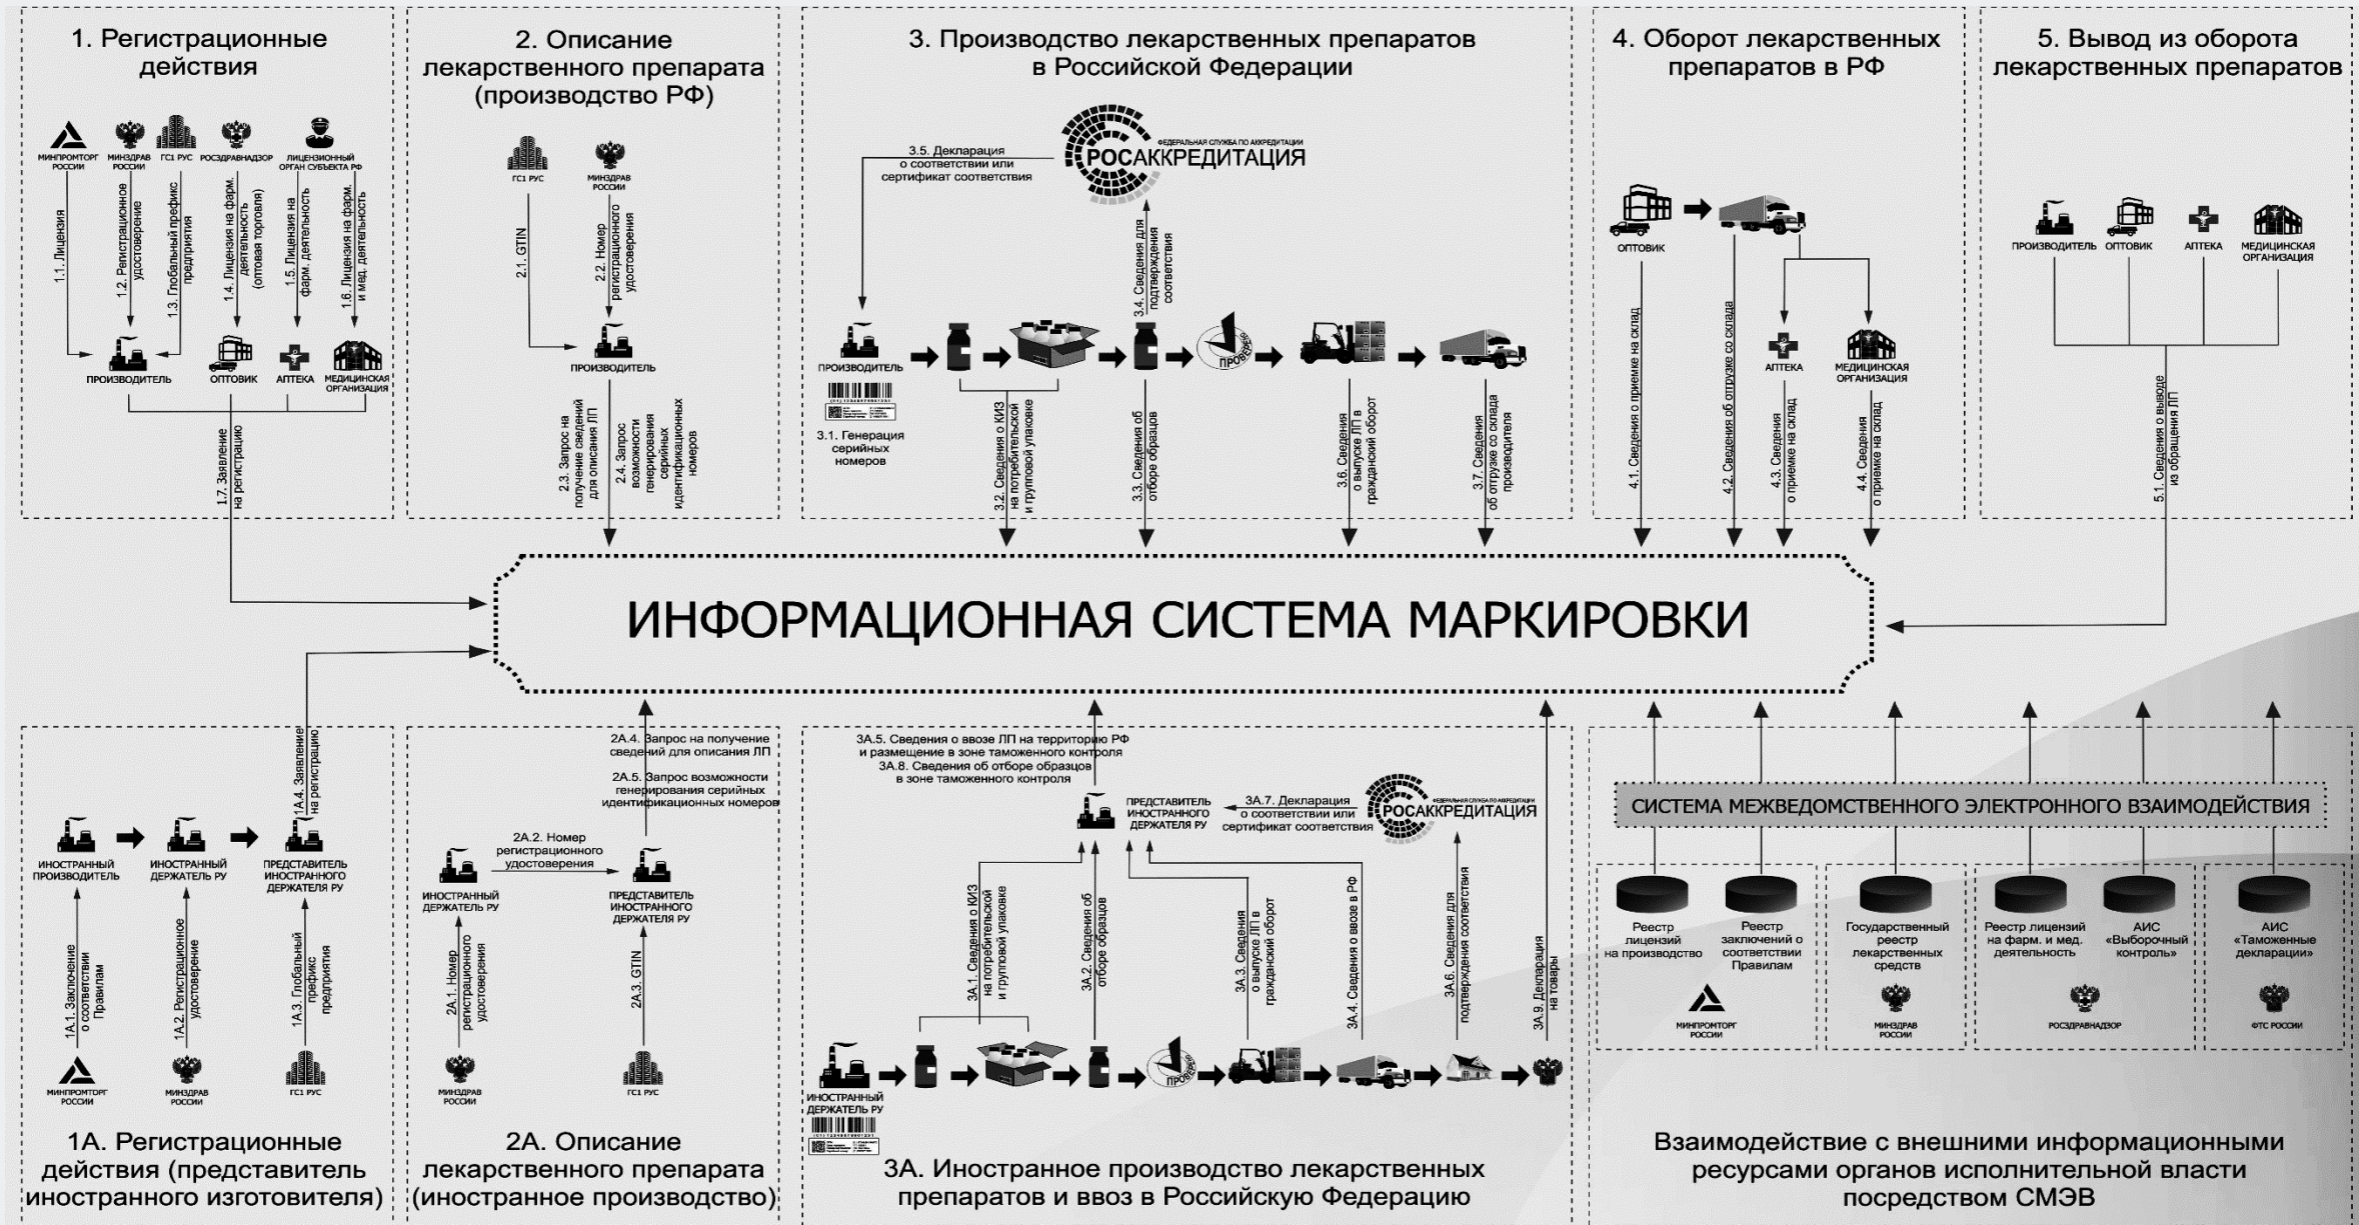 1. Регистрационные
действия
МИНПРОМТОРГ
РОССИИ
МИНЗДРАВ
РОССИИ
ГС1 РУС
РОСЗДРАВНАДЗОР
ЛИЦЕНЗИОННЫЙ
ОРГАН СУБЪЕКТА РФ
1.1. Лицензия
1.2. Регистрационное
удостоверение
1.3. Глобальный префикс
предприятия
1.4. Лицензия на фарм.
деятельность
(оптовая торговля)
1.5. Лицензия на
фарм. деятельность
1.6. Лицензия на фарм.
и мед. деятельность
ПРОИЗВОДИТЕЛЬ
ОПТОВИК
АПТЕКА
МЕДИЦИНСКАЯ
ОРГАНИЗАЦИЯ
1.7. Заявление
на регистрацию
2. Описание
лекарственного препарата
(производство РФ)
ГС1 РУС
МИНЗДРАВ
РОССИИ
2.1. GTIN
2.2. Номер
регистрационного
удостоверения
ПРОИЗВОДИТЕЛЬ
2.3. Запрос на
получение сведений
для описания ЛП
2.4. Запрос
возможности
генерирования
серийных
идентификационных
номеров
3. Производство лекарственных препаратов
в Российской Федерации
ФЕДЕРАЛЬНАЯ СЛУЖБА ПО АККРЕДИТАЦИИ
РОСАККРЕДИТАЦИЯ
3.5. Декларация
о соответствии или
сертификат соответствия
3.4. Сведения для
подтверждения
соответствия
ПРОИЗВОДИТЕЛЬ
ПРОВЕРЕНО
3.1. Генерация
серийных
номеров
3.2. Сведения о КИЗ
на потребительской
и групповой упаковке
3.3. Сведения об
отборе образцов
3.6. Сведения
о выпуске ЛП в
гражданский оборот
3.7. Сведения
об отгрузке со склада
производителя
4. Оборот лекарственных
препаратов в РФ
ОПТОВИК
АПТЕКА
МЕДИЦИНСКАЯ
ОРГАНИЗАЦИЯ
4.1. Сведения о приемке на склад
4.2. Сведения об отгрузке со склада
4.3. Сведения
о приемке на склад
4.4. Сведения
о приемке на склад
5. Вывод из оборота
лекарственных препаратов
ПРОИЗВОДИТЕЛЬ
ОПТОВИК
АПТЕКА
МЕДИЦИНСКАЯ
ОРГАНИЗАЦИЯ
5.1. Сведения о выводе
из обращения ЛП
ИНФОРМАЦИОННАЯ СИСТЕМА МАРКИРОВКИ
1А.4. Заявление
на регистрацию
ИНОСТРАННЫЙ
ПРОИЗВОДИТЕЛЬ
ИНОСТРАННЫЙ
ДЕРЖАТЕЛЬ РУ
ПРЕДСТАВИТЕЛЬ
ИНОСТРАННОГО
ДЕРЖАТЕЛЯ РУ
1А.1. Заключение
о соответствии
Правилам
1А.2. Регистрационное
удостоверение
1А.3. Глобальный
префикс
предприятия
МИНПРОМТОРГ
РОССИИ
МИНЗДРАВ
РОССИИ
ГС1 РУС
1А. Регистрационные
действия (представитель
иностранного изготовителя)
2А.4. Запрос на получение
сведений для описания ЛП
2А.5. Запрос возможности
генерирования серийных
идентификационных номеров
2А.2. Номер
регистрационного
удостоверения
ИНОСТРАННЫЙ
ДЕРЖАТЕЛЬ РУ
ПРЕДСТАВИТЕЛЬ
ИНОСТРАННОГО
ДЕРЖАТЕЛЯ РУ
2А.1. Номер
регистрационного
удостоверения
2А.3. GTIN
МИНЗДРАВ
РОССИИ
ГС1 РУС
2А. Описание
лекарственного препарата
(иностранное производство)
3А.5. Сведения о ввозе ЛП на территорию РФ
и размещение в зоне таможенного контроля
3А.8. Сведения об отборе образцов
в зоне таможенного контроля
ПРЕДСТАВИТЕЛЬ
ИНОСТРАННОГО
ДЕРЖАТЕЛЯ РУ
3А.7. Декларация
о соответствии или
сертификат соответствия
ФЕДЕРАЛЬНАЯ СЛУЖБА ПО АККРЕДИТАЦИИ
РОСАККРЕДИТАЦИЯ
3А.1. Сведения о КИЗ
на потребительской
и групповой упаковке
3А.2. Сведения об
отборе образцов
3А.3. Сведения
о выпуске ЛП в
гражданский оборот
3А.4. Сведения о ввозе в РФ
3А.6. Сведения для
подтверждения соответствия
3А.9. Декларация
на товары
ИНОСТРАННЫЙ
ДЕРЖАТЕЛЬ РУ
ПРОВЕРЕНО
3А. Иностранное производство лекарственных
препаратов и ввоз в Российскую Федерацию
СИСТЕМА МЕЖВЕДОМСТВЕННОГО ЭЛЕКТРОННОГО ВЗАИМОДЕЙСТВИЯ
Реестр
лицензий
на производство
Реестр
заключений о
соответствии
Правилам
Государственный
реестр
лекарственных
средств
Реестр лицензий
на фарм. и мед.
деятельность
АИС
«Выборочный
контроль»
АИС
«Таможенные
декларации»
МИНПРОМТОРГ
РОССИИ
МИНЗДРАВ
РОССИИ
РОСЗДРАВНАДЗОР
ФТС РОССИИ
Взаимодействие с внешними информационными
ресурсами органов исполнительной власти
посредством СМЭВ